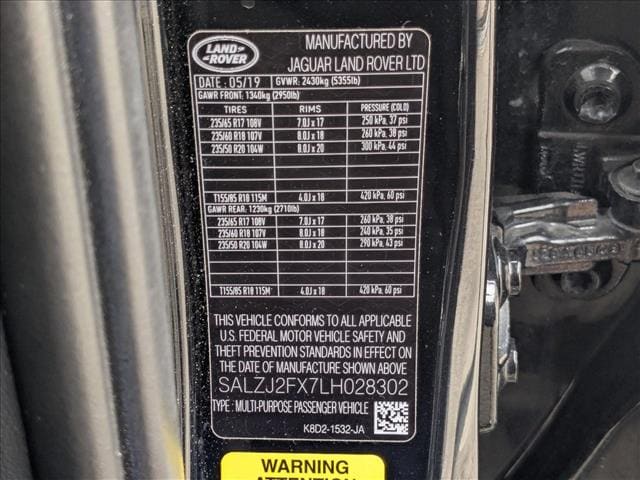 LAND-
ROVER
MANUFACTURED BY
JAGUAR LAND ROVER LTD
DATE : 05/19 GVWR: 2430kg (5355lb)
GAWR FRONT: 1340kg (2950lb)
TIRES RIMS PRESSURE (COLD)
235/65 R17 108V 7.0J x 17 250 kPa, 37 psi
235/60 R18 107V 8.0J x 18 260 kPa, 38 psi
235/50 R20 104W 8.0J x 20 300 kPa, 44 psi
T155/85 R18 115M 4.0J x 18 420 kPa, 60 psi
GAWR REAR: 1230kg (2710lb)
235/65 R17 108V 7.0J x 17 260 kPa, 38 psi
235/60 R18 107V 8.0J x 18 240 kPa, 35 psi
235/50 R20 104W 8.0J x 20 290 kPa, 43 psi
T155/85 R18 115M 4.0J x 18 420 kPa, 60 psi
THIS VEHICLE CONFORMS TO ALL APPLICABLE
U.S. FEDERAL MOTOR VEHICLE SAFETY AND
THEFT PREVENTION STANDARDS IN EFFECT ON
THE DATE OF MANUFACTURE SHOWN ABOVE
SALZJ2FX7LH028302
TYPE : MULTI-PURPOSE PASSENGER VEHICLE
K8D2-1532-JA
WARNING
ATTENTION